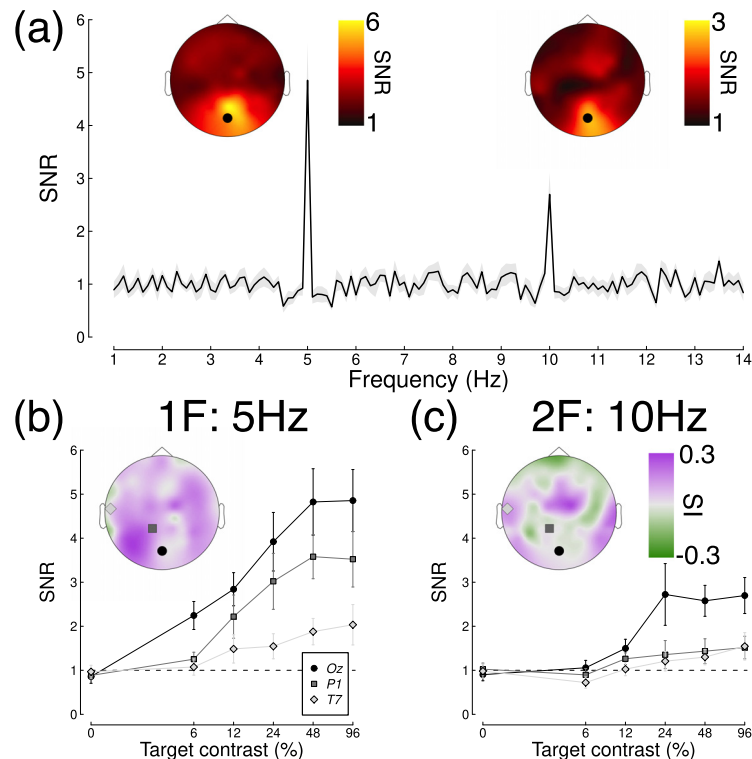 (a)
6
5
4
3
2
1
0
SNR
6
SNR
1
3
SNR
1
1 2 3 4 5 6 7 8 9 10 11 12 13 14
Frequency (Hz)
(b) 1F: 5Hz
6
5
4
3
2
1
0
SNR
Oz
P1
T7
0 6 12 24 48 96
Target contrast (%)
(c) 2F: 10Hz
0.3
SI
-0.3
6
5
4
3
2
1
0
SNR
0 6 12 24 48 96
Target contrast (%)